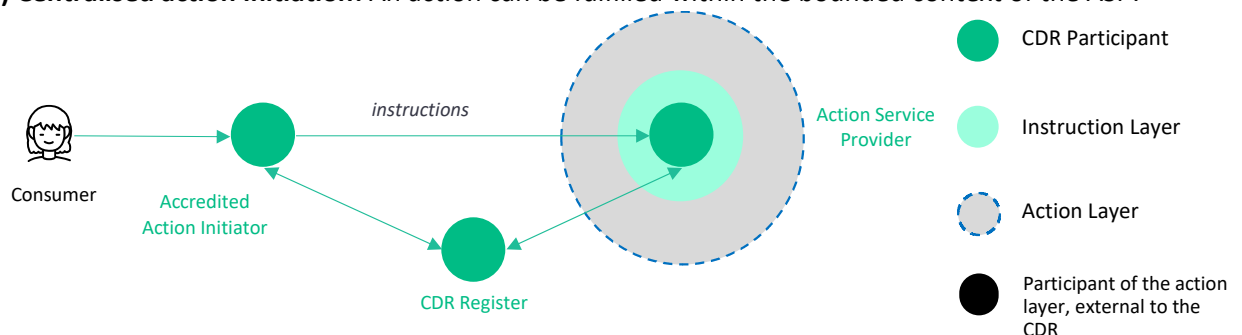 Centralised action initiation: An action can be fulfilled within the bounded context of the ASP.
CDR Participant
instructions
Action Service
Provider
Instruction Layer
Consumer
Accredited
Action Initiator
Action Layer
CDR Register
Participant of the action
layer, external to the
CDR